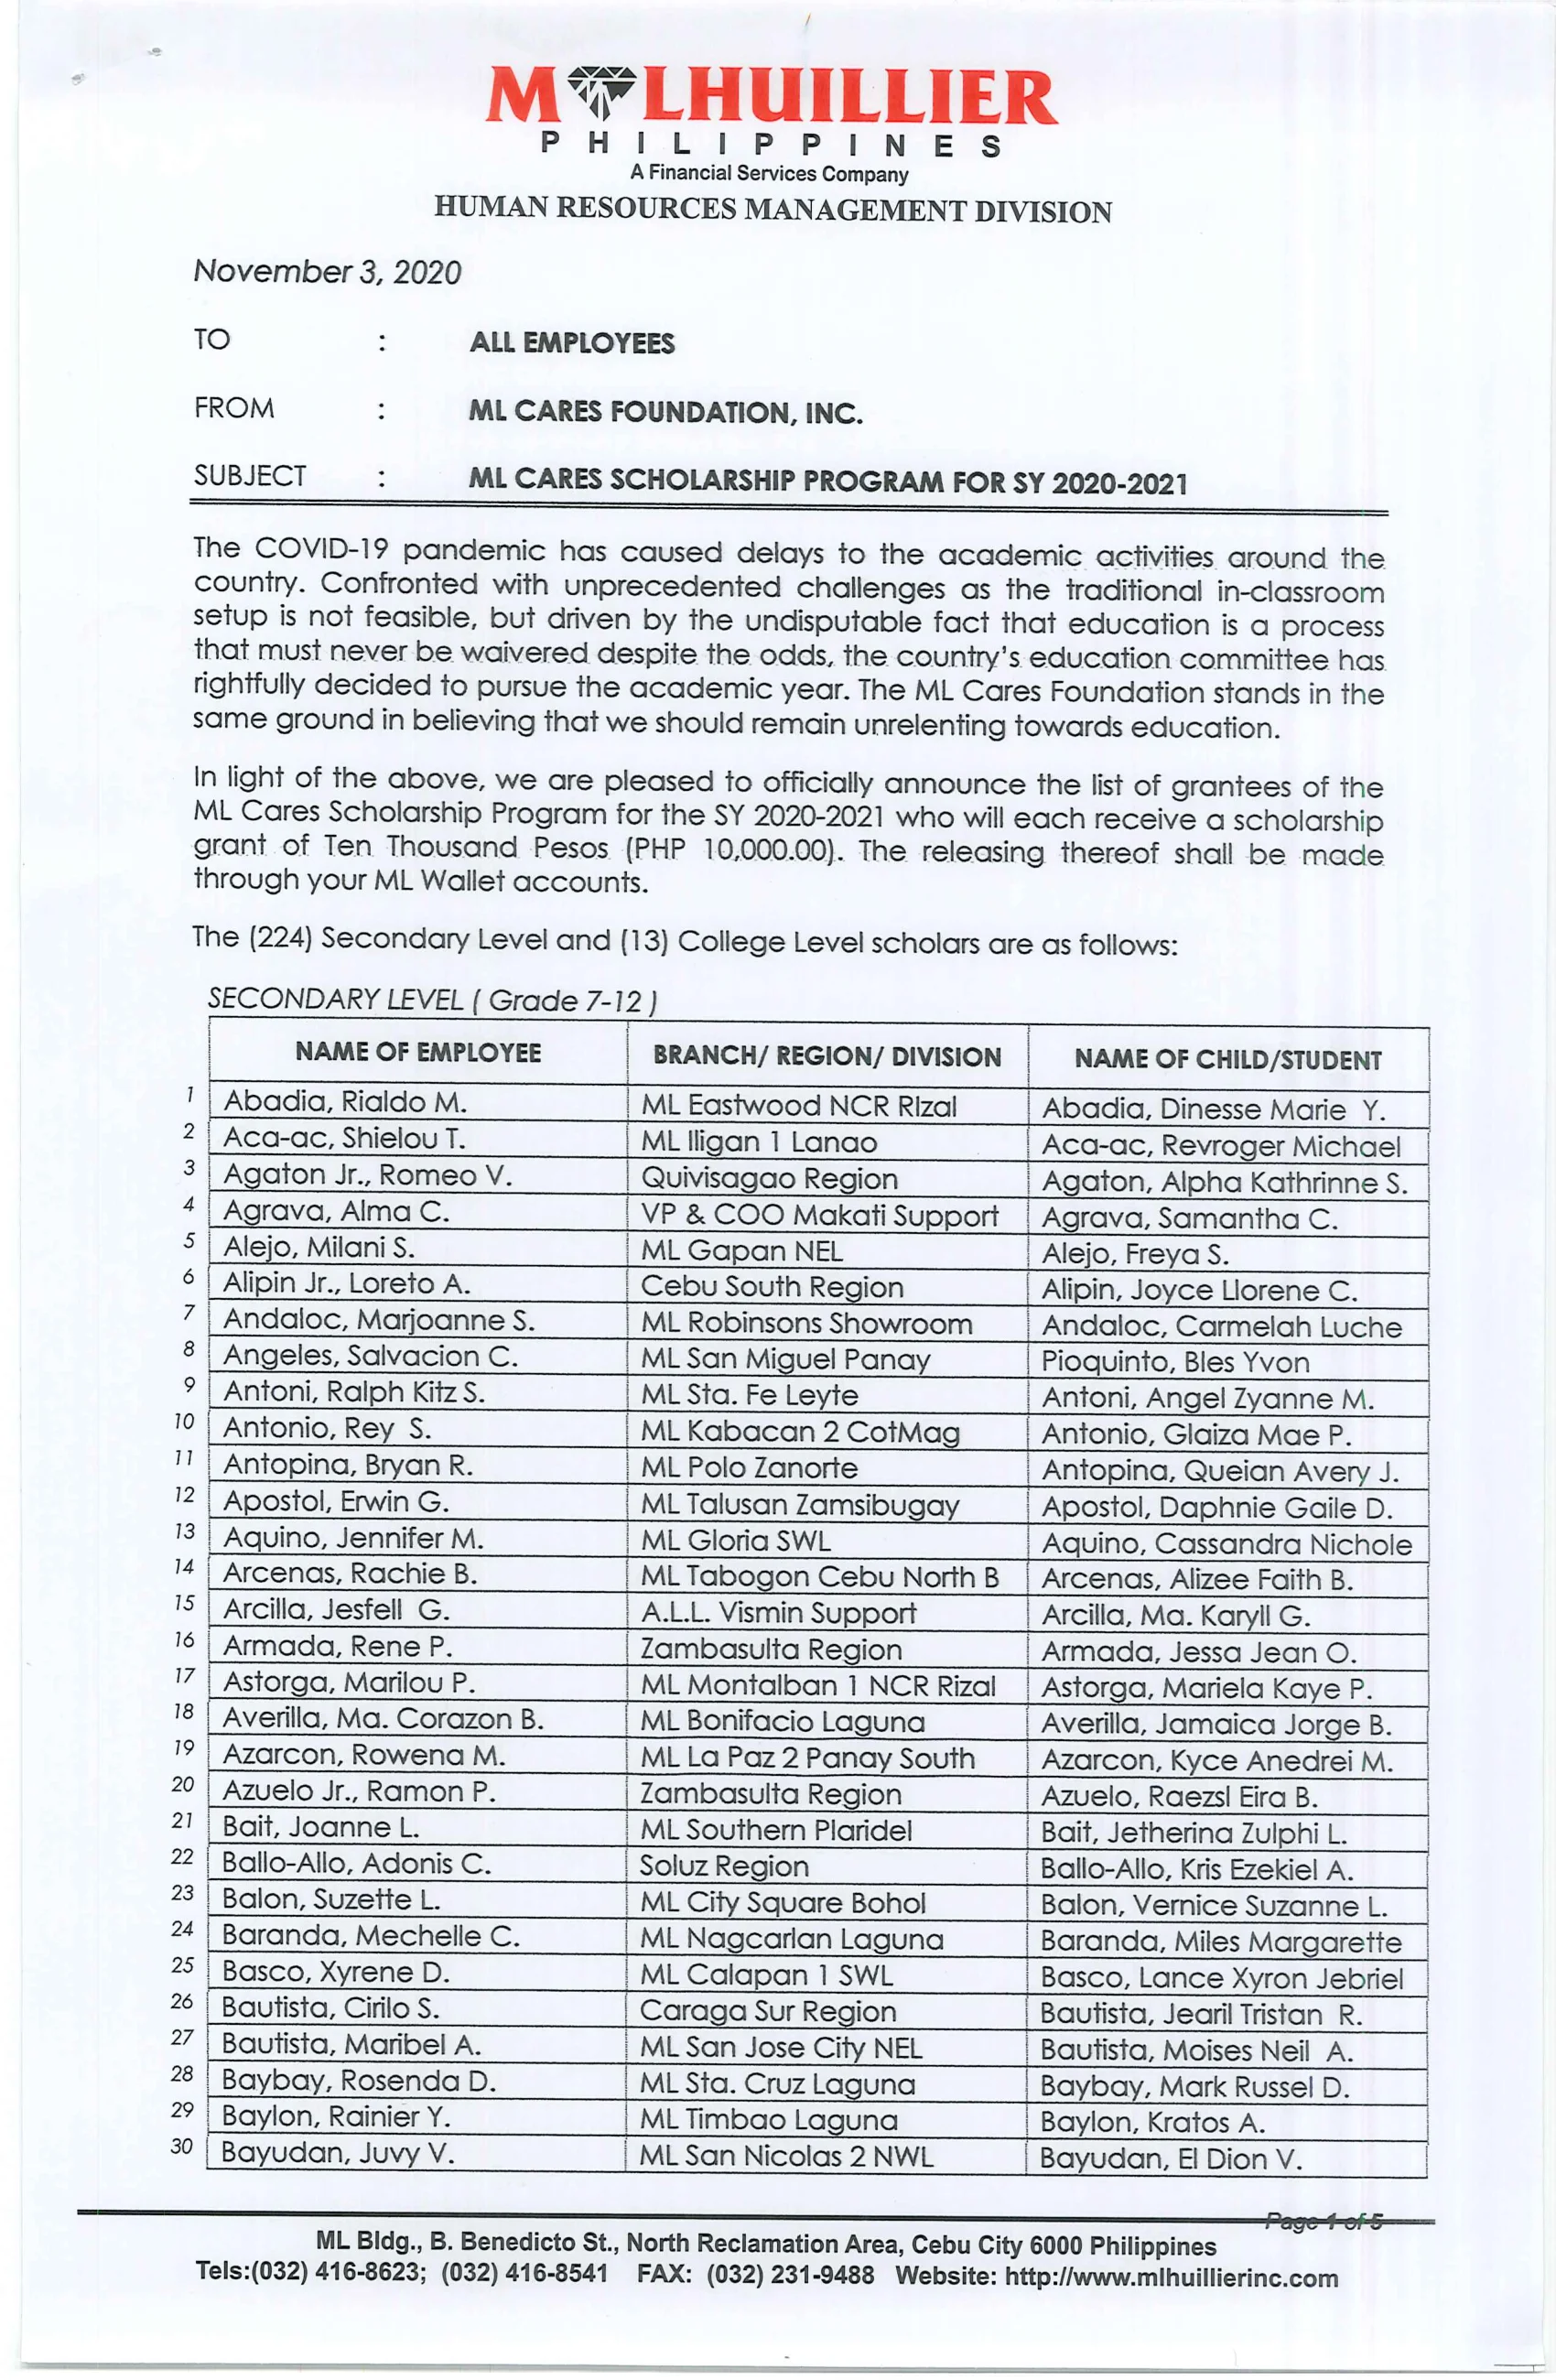 M LHUILLIER
PHILIPPINES
A Financial Services Company
HUMAN RESOURCES MANAGEMENT DIVISION
November 3, 2020
TO : ALL EMPLOYEES
FROM : ML CARES FOUNDATION, INC.
SUBJECT : ML CARES SCHOLARSHIP PROGRAM FOR SY 2020-2021
The COVID-19 pandemic has caused delays to the academic activities around the
country. Confronted with unprecedented challenges as the traditional in-classroom
setup is not feasible, but driven by the undisputable fact that education is a process
that must never be waivered despite the odds, the country's education committee has
rightfully decided to pursue the academic year. The ML Cares Foundation stands in the
same ground in believing that we should remain unrelenting towards education.
In light of the above, we are pleased to officially announce the list of grantees of the
ML Cares Scholarship Program for the SY 2020-2021 who will each receive a scholarship
grant of Ten Thousand Pesos (PHP 10,000.00). The releasing thereof shall be made
through your ML Wallet accounts.
The (224) Secondary Level and (13) College Level scholars are as follows:
SECONDARY LEVEL ( Grade 7-12 )
NAME OF EMPLOYEE BRANCH/ REGION/ DIVISION NAME OF CHILD/STUDENT
1 Abadia, Rialdo M. ML Eastwood NCR RIzal Abadia, Dinesse Marie Y.
2 Aca-ac, Shielou T. ML Iligan 1 Lanao Aca-ac, Revroger Michael
3 Agaton Jr., Romeo V. Quivisagao Region Agaton, Alpha Kathrinne S.
4 Agrava, Alma C. VP & COO Makati Support Agrava, Samantha C.
5 Alejo, Milani S. ML Gapan NEL Alejo, Freya S.
6 Alipin Jr., Loreto A. Cebu South Region Alipin, Joyce Llorene C.
7 Andaloc, Marjoanne S. ML Robinsons Showroom Andaloc, Carmelah Luche
8 Angeles, Salvacion C. ML San Miguel Panay Pioquinto, Bles Yvon
9 Antoni, Ralph Kitz S. ML Sta. Fe Leyte Antoni, Angel Zyanne M.
10 Antonio, Rey S. ML Kabacan 2 CotMag Antonio, Glaiza Mae P.
11 Antopina, Bryan R. ML Polo Zanorte Antopina, Queian Avery J.
12 Apostol, Erwin G. ML Talusan Zamsibugay Apostol, Daphnie Gaile D.
13 Aquino, Jennifer M. ML Gloria SWL Aquino, Cassandra Nichole
14 Arcenas, Rachie B. ML Tabogon Cebu North B Arcenas, Alizee Faith B.
15 Arcilla, Jesfell G. A.L.L. Vismin Support Arcilla, Ma. Karyll G.
16 Armada, Rene P. Zambasulta Region Armada, Jessa Jean O.
17 Astorga, Marilou P. ML Montalban 1 NCR Rizal Astorga, Mariela Kaye P.
18 Averilla, Ma. Corazon B. ML Bonifacio Laguna Averilla, Jamaica Jorge B.
19 Azarcon, Rowena M. ML La Paz 2 Panay South Azarcon, Kyce Anedrei M.
20 Azuelo Jr., Ramon P. Zambasulta Region Azuelo, Raezsl Eira B.
21 Bait, Joanne L. ML Southern Plaridel Bait, Jetherina Zulphi L.
22 Ballo-Allo, Adonis C. Soluz Region Ballo-Allo, Kris Ezekiel A.
23 Balon, Suzette L. ML City Square Bohol Balon, Vernice Suzanne L.
24 Baranda, Mechelle C. ML Nagcarlan Laguna Baranda, Miles Margarette
25 Basco, Xyrene D. ML Calapan 1 SWL Basco, Lance Xyron Jebriel
26 Bautista, Cirilo S. Caraga Sur Region Bautista, Jearil Tristan R.
27 Bautista, Maribel A. ML San Jose City NEL Bautista, Moises Neil A.
28 Baybay, Rosenda D. ML Sta. Cruz Laguna Baybay, Mark Russel D.
29 Baylon, Rainier Y. ML Timbao Laguna Baylon, Kratos A.
30 Bayudan, Juvy V. ML San Nicolas 2 NWL Bayudan, El Dion V.
Page 1 of 5
ML Bldg., B. Benedicto St., North Reclamation Area, Cebu City 6000 Philippines
Tels:(032) 416-8623; (032) 416-8541 FAX: (032) 231-9488 Website: http://www.mlhuillierinc.com